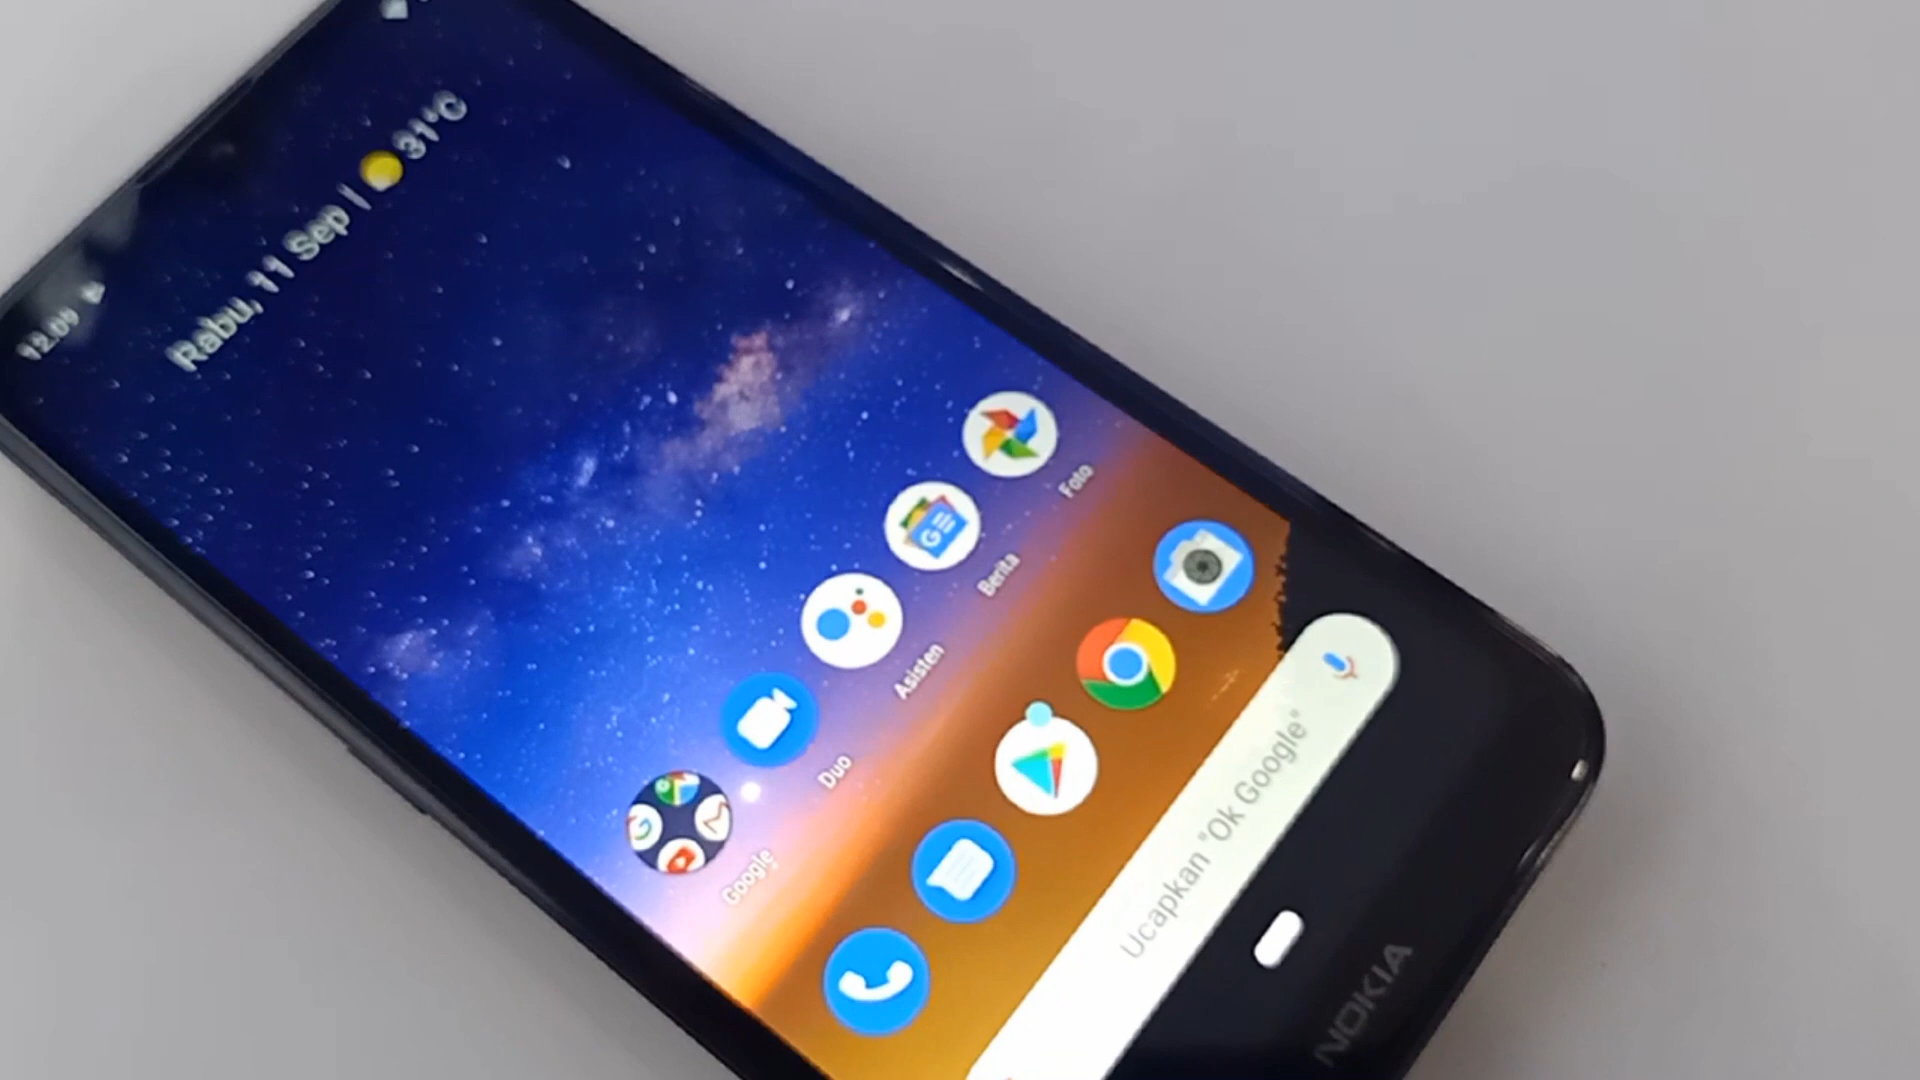 12.09
Rabu, 11 Sep | 31°C
Foto
Berita
Asisten
Duo
Google
Ucapkan "Ok Google"
NOKIA